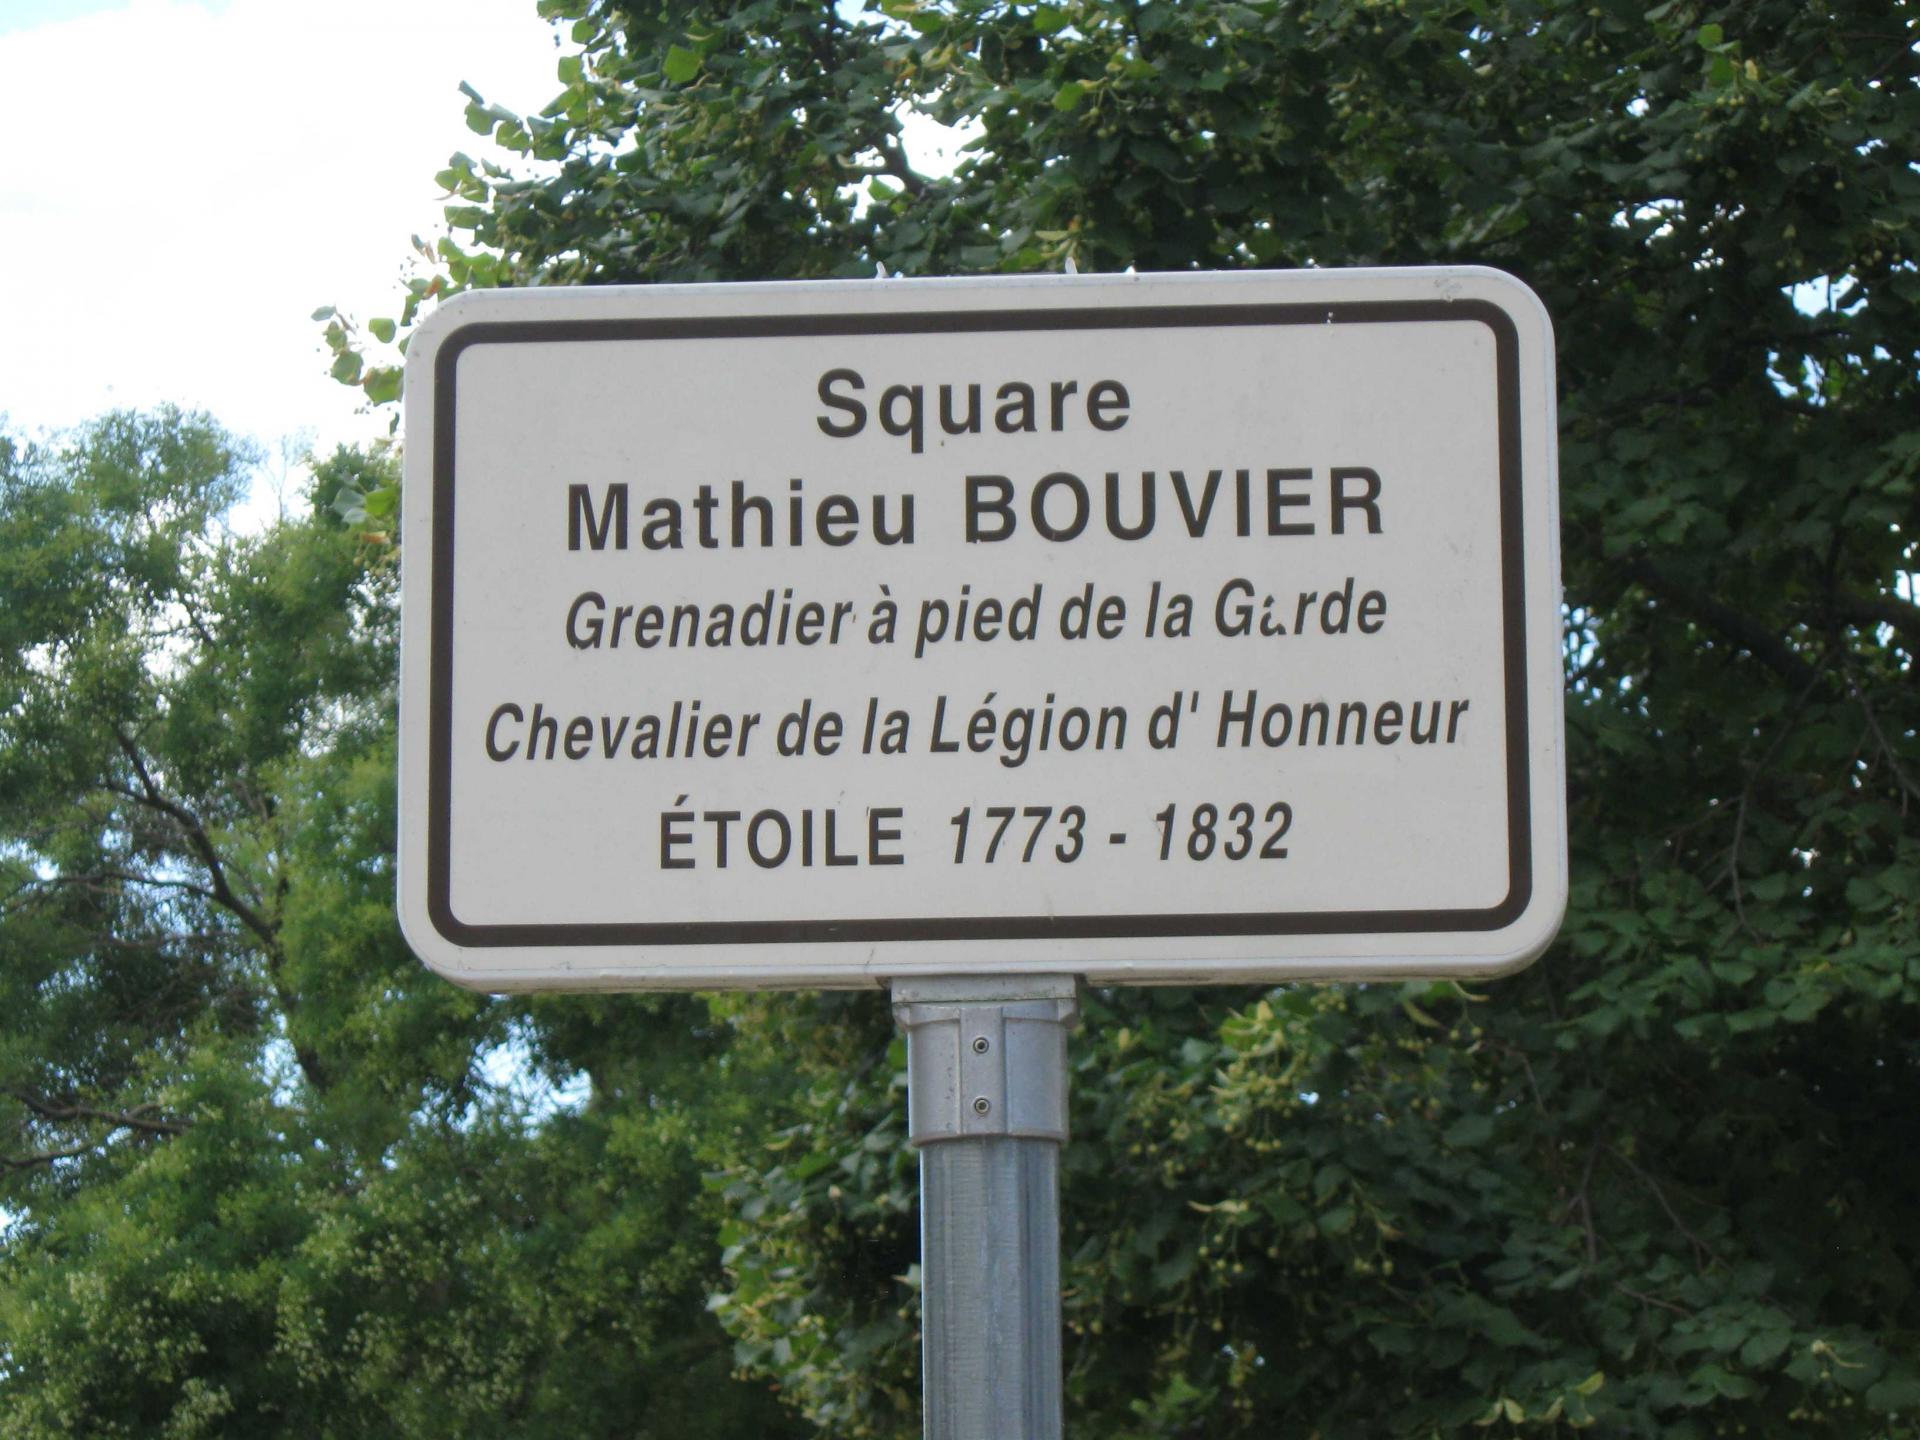 Square
Mathieu BOUVIER
Grenadier à pied de la Garde
Chevalier de la Légion d' Honneur
ÉTOILE 1773 - 1832